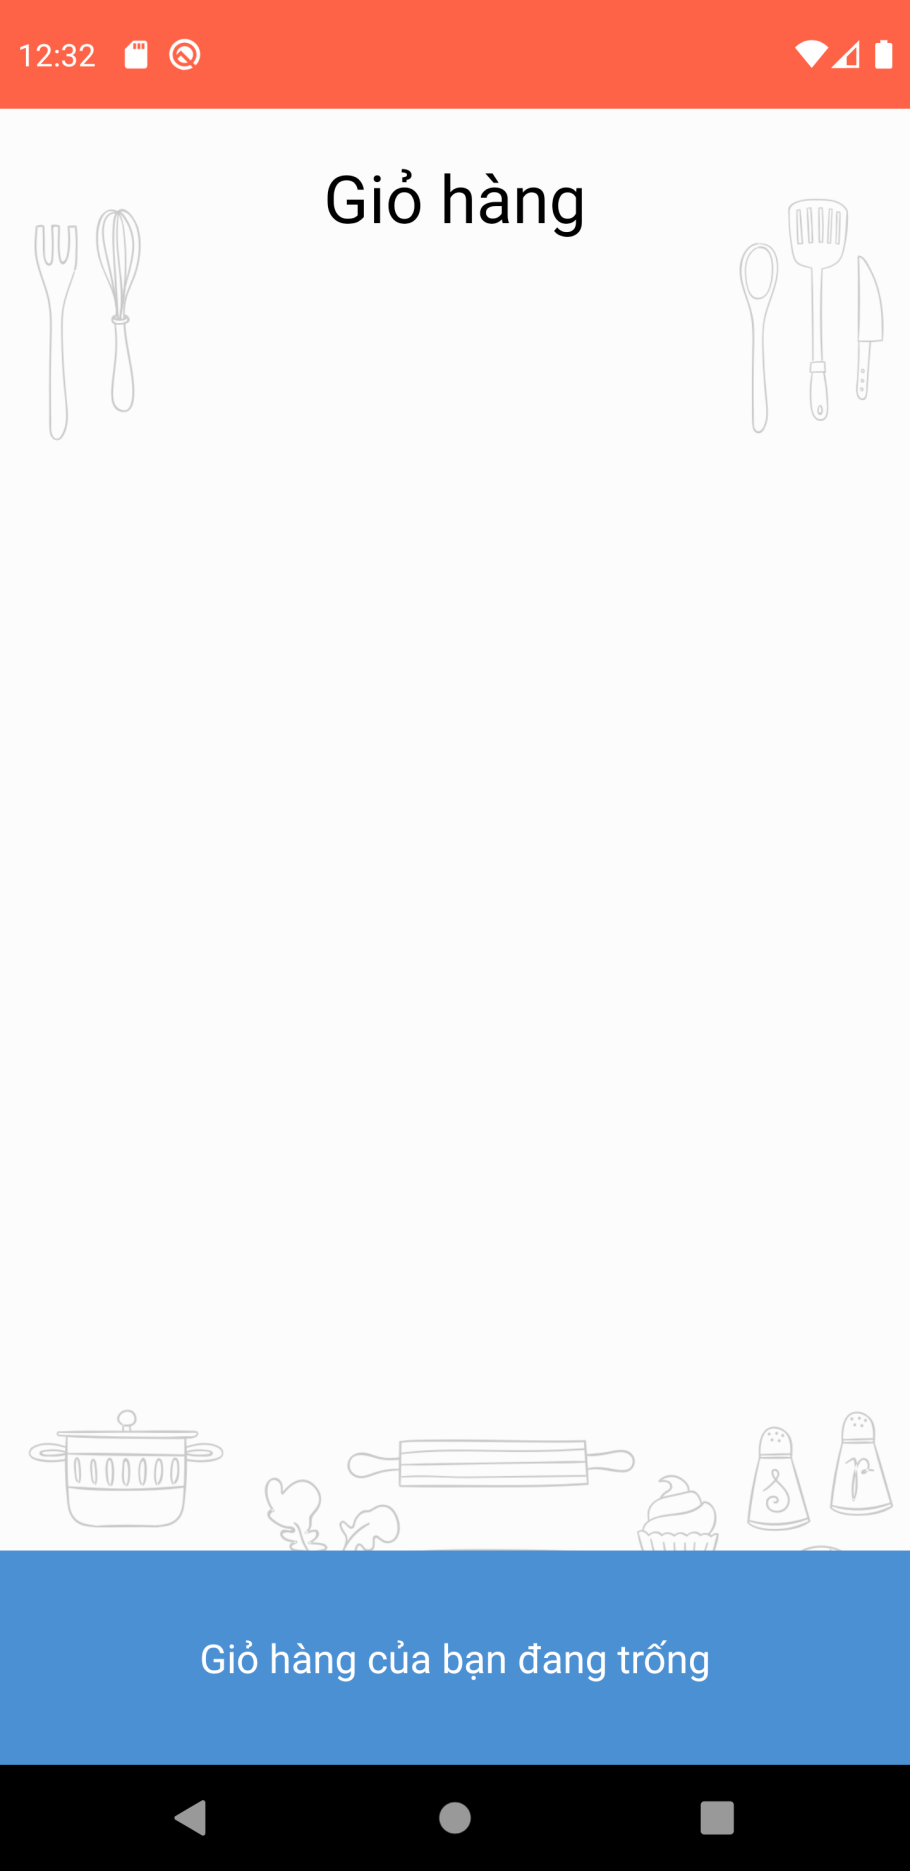 12:32
Giỏ hàng
Giỏ hàng của bạn đang trống